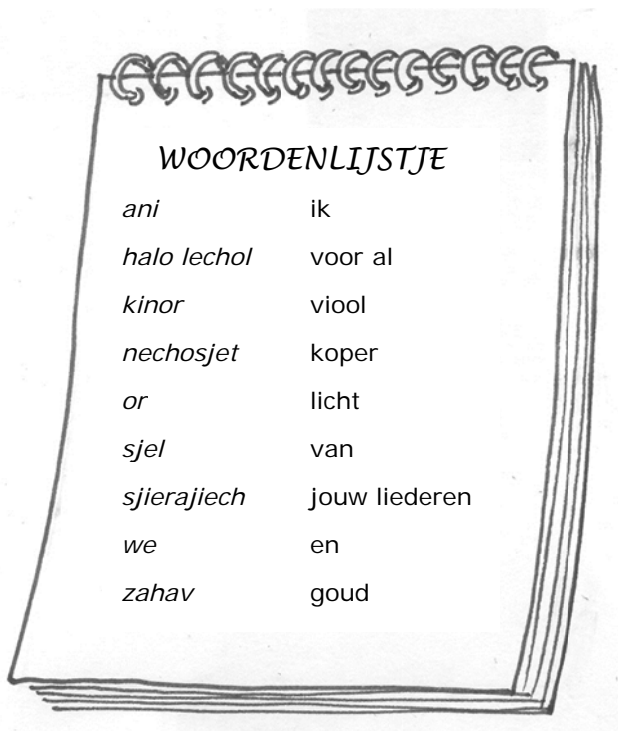 WOORDENLIJSTJE
ani ik
halo lechol voor al
kinor viool
nechosjet koper
or licht
sjel van
sjierajiech jouw liederen
we en
zahav goud